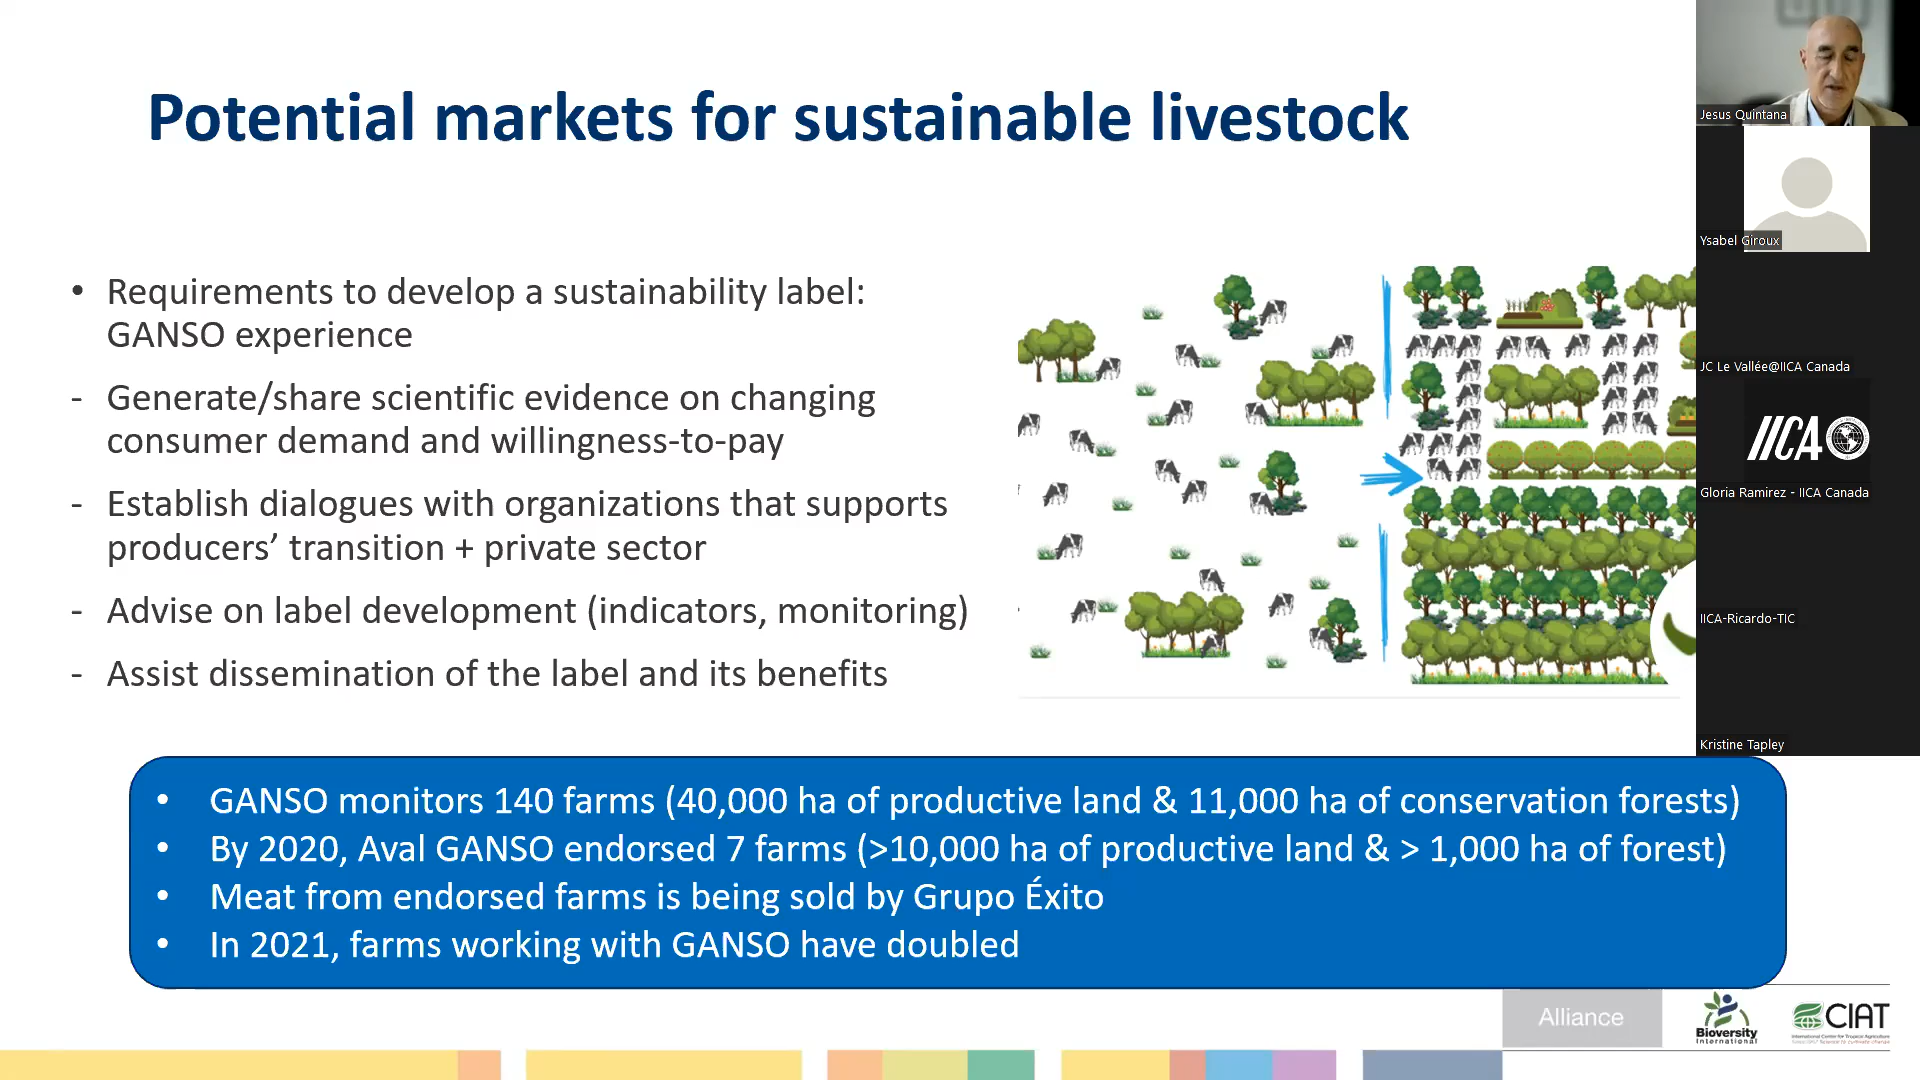 Potential markets for sustainable livestock
• Requirements to develop a sustainability label:
GANSO experience
- Generate/share scientific evidence on changing
consumer demand and willingness-to-pay
- Establish dialogues with organizations that supports
producers’ transition + private sector
- Advise on label development (indicators, monitoring)
- Assist dissemination of the label and its benefits
• GANSO monitors 140 farms (40,000 ha of productive land & 11,000 ha of conservation forests)
• By 2020, Aval GANSO endorsed 7 farms (>10,000 ha of productive land & > 1,000 ha of forest)
• Meat from endorsed farms is being sold by Grupo Éxito
• In 2021, farms working with GANSO have doubled
Alliance
Bioversity
International
CIAT
International Center for Tropical Agriculture
Jesus Quintana
Ysabel Giroux
JC Le Vallée@IICA Canada
IICA
Gloria Ramirez - IICA Canada
IICA-Ricardo-TIC
Kristine Tapley